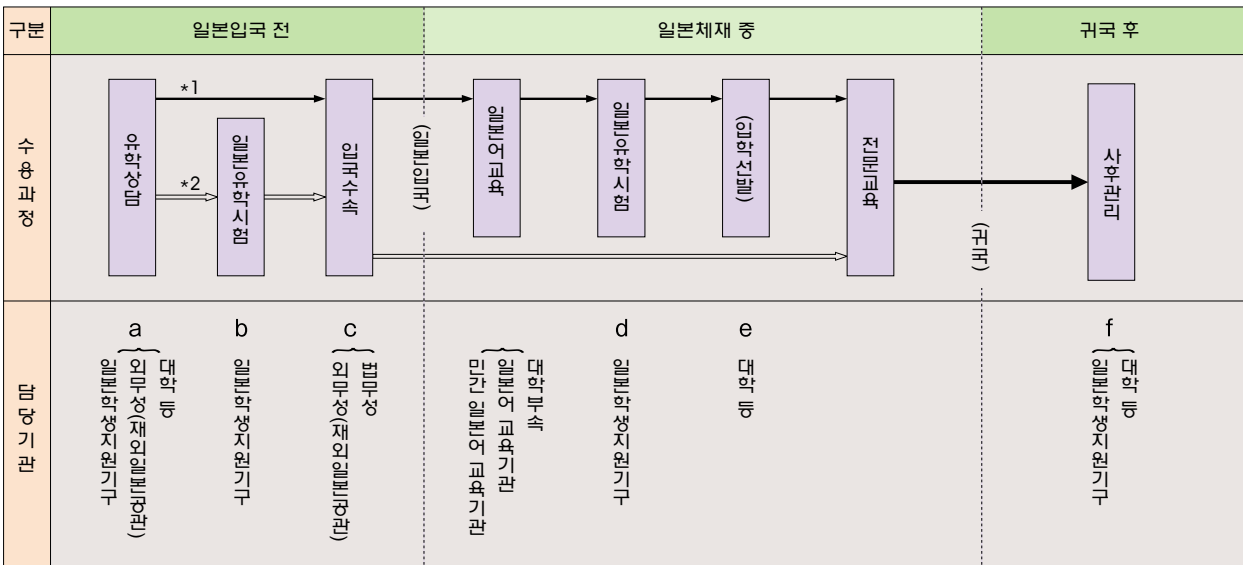 구분
일본입국 전
일본체재 중
귀국 후
수용과정
유학상담
*1
*2
일본유학시험
입국수속
(일본입국)
일본어교육
일본유학시험
(입학선발)
전문교육
(귀국)
사후관리
담당기관
a
대학 등
외무성(재외일본공관)
일본학생지원기구
b
일본학생지원기구
c
법무성
외무성(재외일본공관)
대학부속
일본어 교육기관
민간 일본어 교육기관
d
일본학생지원기구
e
대학 등
f
대학 등
일본학생지원기구